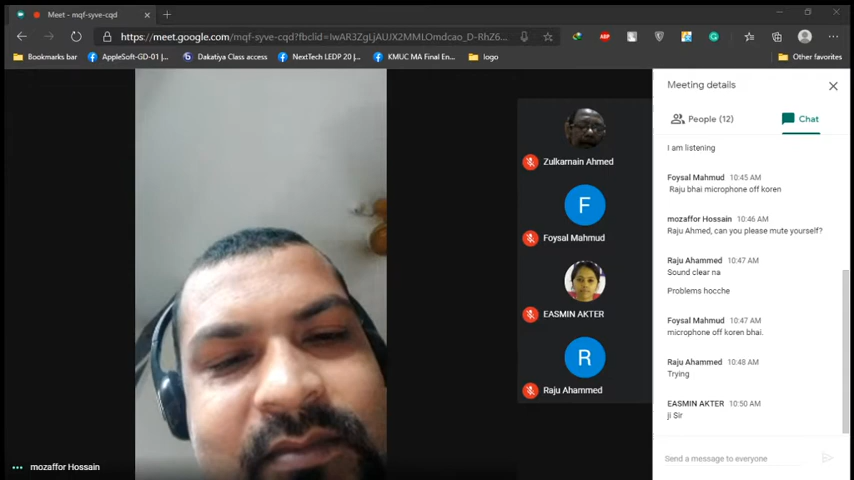 Meet - mqf-syve-cqd
https://meet.google.com/mqf-syve-cqd?fbclid=IwAR3ZgLjAUJX2MMLOmdcao_D-RhZ6...
Bookmarks bar
AppleSoft-GD-01 |...
Dakatiya Class access
NextTech LEDP 20 |...
KMUC MA Final En...
logo
Other favorites
Zulkarnain Ahmed
F
Foysal Mahmud
EASMIN AKTER
R
Raju Ahammed
mozaffor Hossain
Meeting details
People (12)
Chat
I am listening
Foysal Mahmud 10:45 AM
Raju bhai microphone off koren
mozaffor Hossain 10:46 AM
Raju Ahmed, can you please mute yourself?
Raju Ahammed 10:47 AM
Sound clear na
Problems hocche
Foysal Mahmud 10:47 AM
microphone off koren bhai.
Raju Ahammed 10:48 AM
Trying
EASMIN AKTER 10:50 AM
ji Sir
Send a message to everyone